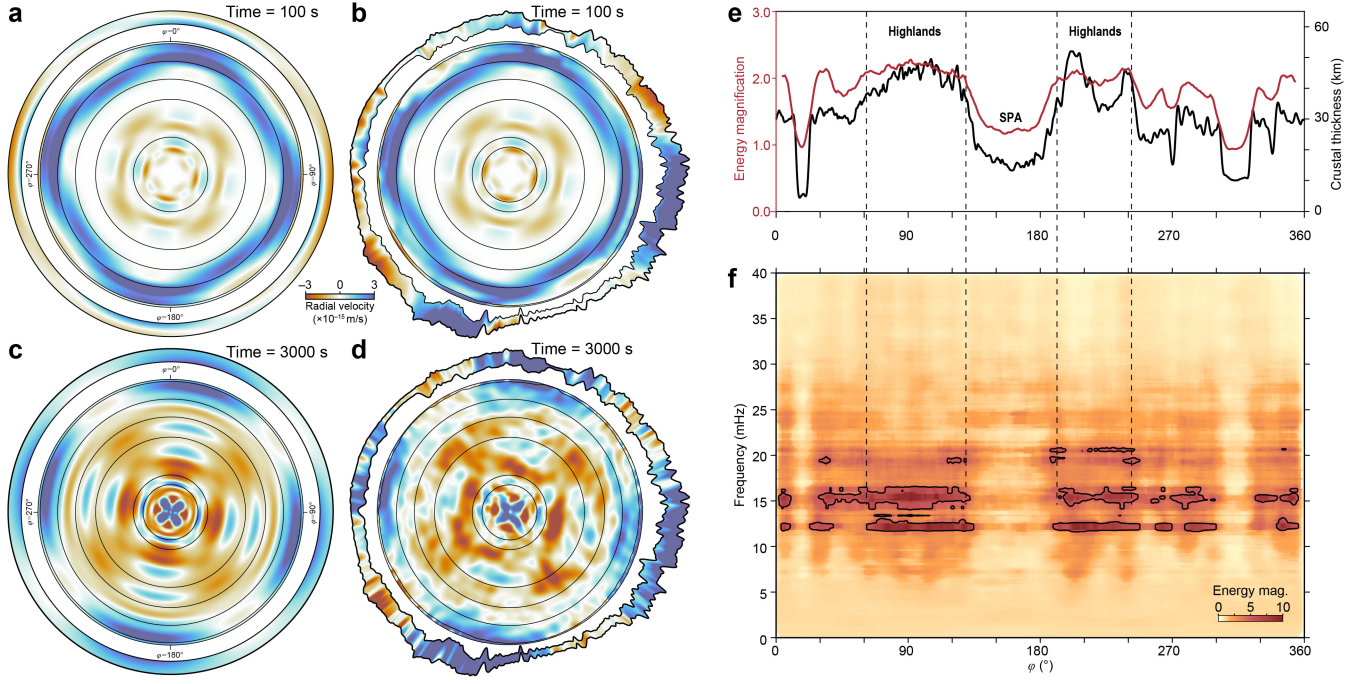 a
Time = 100 s
φ–0°
φ–90°
φ–180°
φ–270°
b
Time = 100 s
–3 0 3
Radial velocity
(×10⁻¹⁵ m/s)
c
Time = 3000 s
φ–0°
φ–90°
φ–180°
φ–270°
d
Time = 3000 s
e
3.0
2.0
1.0
0.0
Energy magnification
Highlands
SPA
Highlands
60
30
0
Crustal thickness (km)
0 90 180 270 360
f
40
35
30
25
20
15
10
5
0
Frequency (mHz)
Energy mag.
0 5 10
0 90 180 270 360
φ (°)